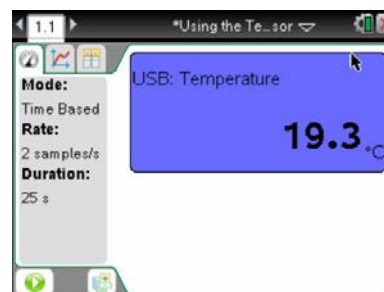 1.1 *Using the Te…sor
Mode:
Time Based
Rate:
2 samples/s
Duration:
25 s
USB: Temperature
19.3 °C